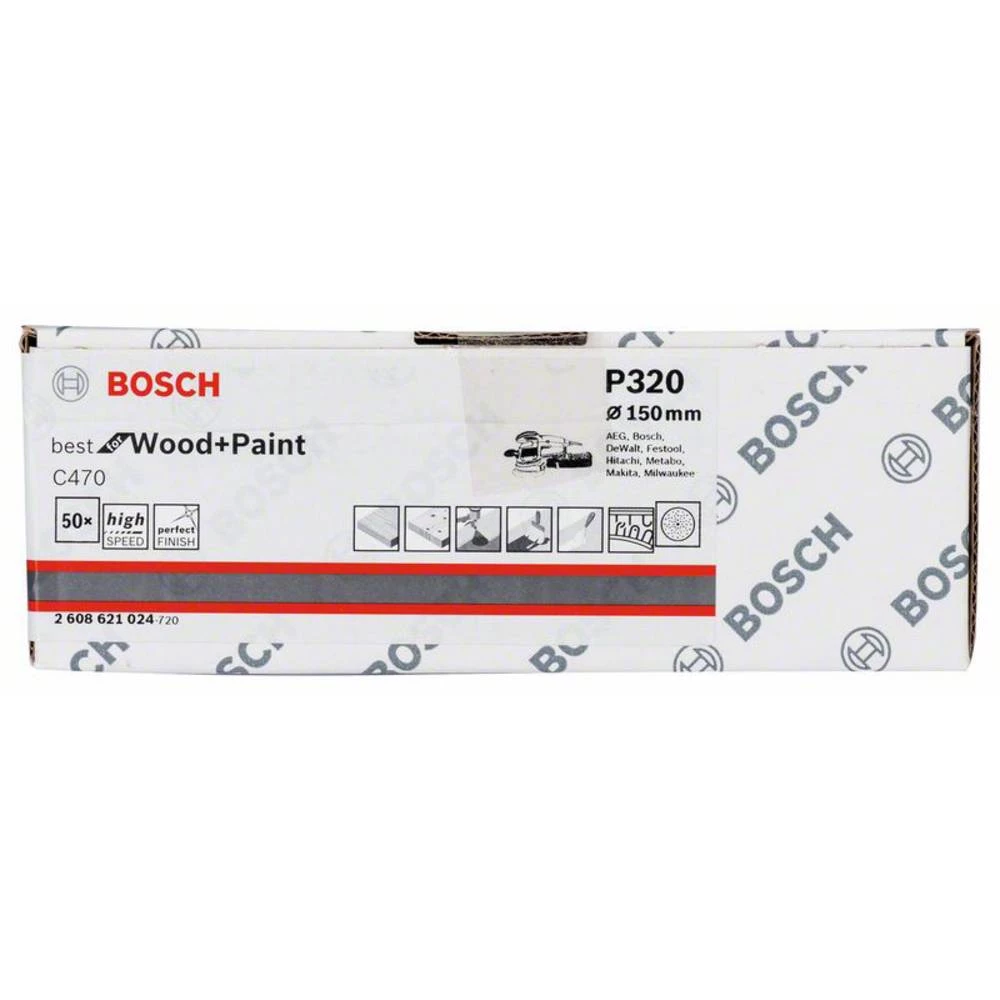 BOSCH
best for Wood+Paint
C470
50×
high
SPEED
perfect
FINISH
P320
Ø 150 mm
AEG, Bosch,
DeWalt, Festool,
Hitachi, Metabo,
Makita, Milwaukee
2 608 621 024-720
BOSCH
BOSCH